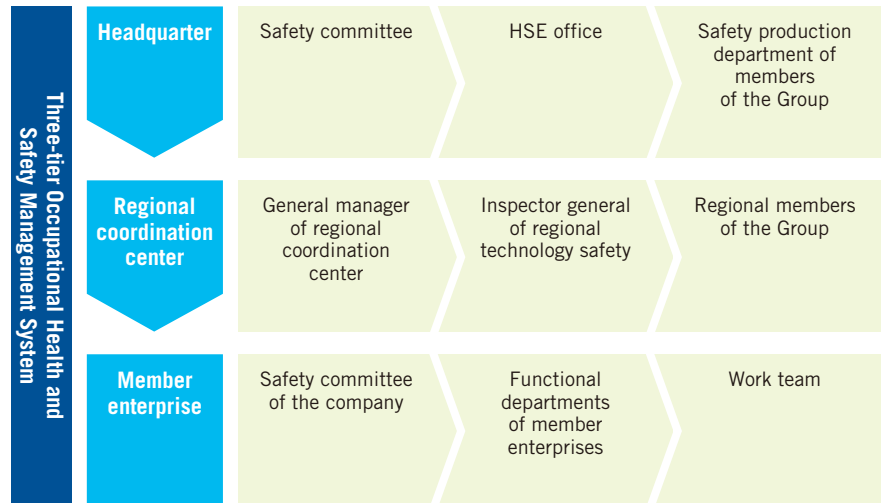 Three-tier Occupational Health and
Safety Management System
Headquarter
Safety committee
HSE office
Safety production
department of
members
of the Group
Regional
coordination
center
General manager
of regional
coordination
center
Inspector general
of regional
technology safety
Regional members
of the Group
Member
enterprise
Safety committee
of the company
Functional
departments
of member
enterprises
Work team